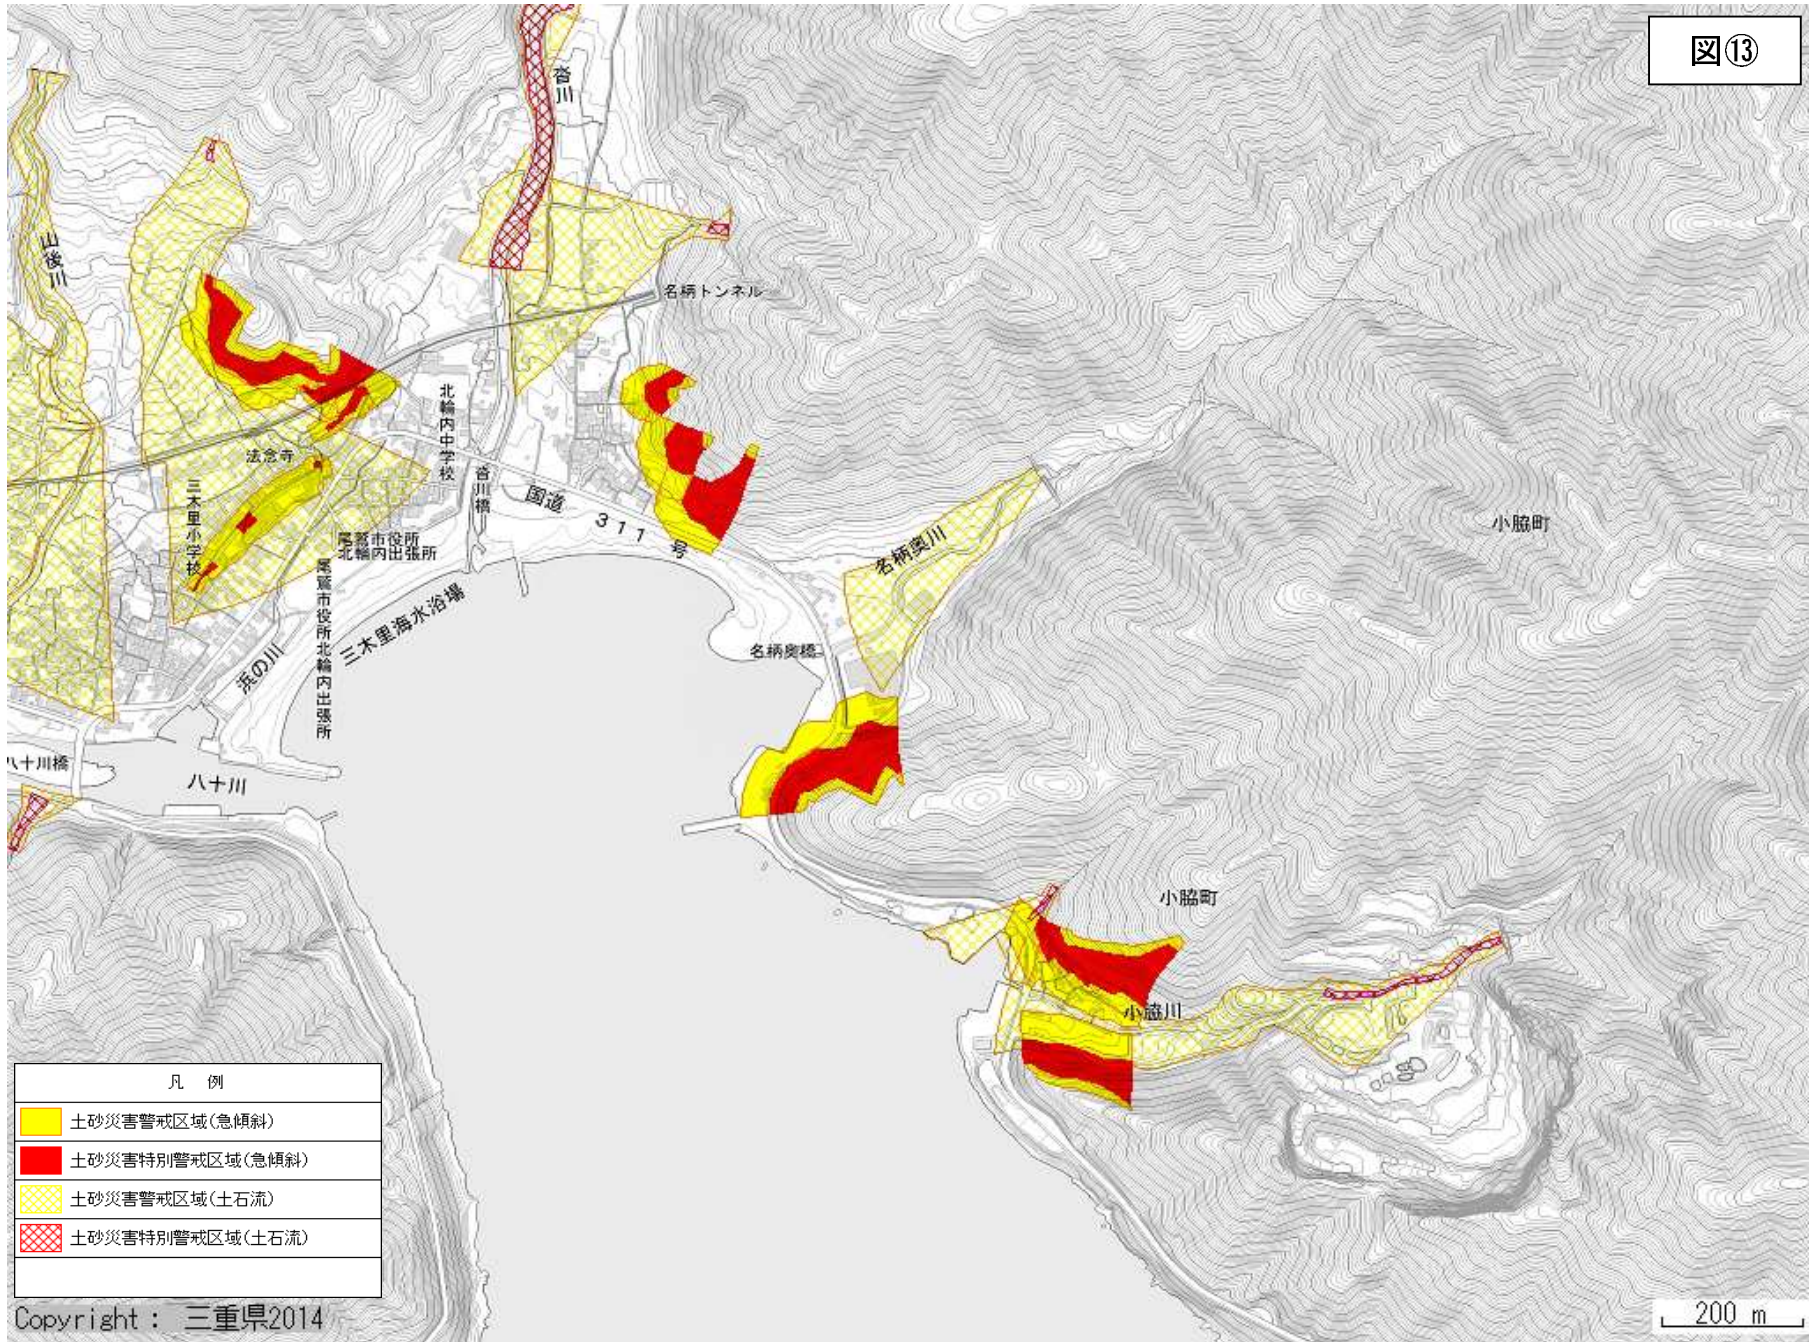 図⑬
沓川
山後三
名柄トンネル
北輪内中学校
法念寺
沓川橋
三木里小学校
国道311号
尾鷲市役所
北輪内出張所
尾鷲市役所北輪内出張所
三木里海水浴場
浜の川
名柄奥川
小脇町
名柄奥橋
八十川橋
八十川
小脇町
小脇川
凡 例
土砂災害警戒区域(急傾斜)
土砂災害特別警戒区域(急傾斜)
土砂災害警戒区域(土石流)
土砂災害特別警戒区域(土石流)
Copyright : 三重県2014
200 m